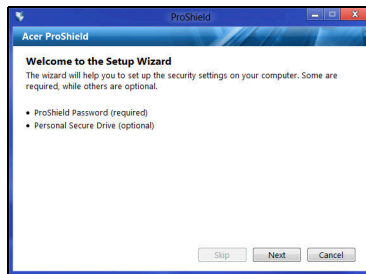 ProShield
Acer ProShield
Welcome to the Setup Wizard
The wizard will help you to set up the security settings on your computer. Some are
required, while others are optional.
• ProShield Password (required)
• Personal Secure Drive (optional)
Skip Next Cancel